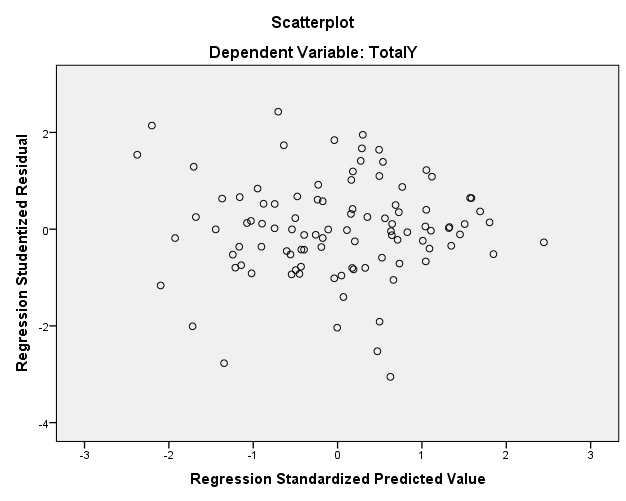 Scatterplot
Dependent Variable: TotalY
Regression Studentized Residual
2
0
-2
-4
-3
-2
-1
0
1
2
3
Regression Standardized Predicted Value